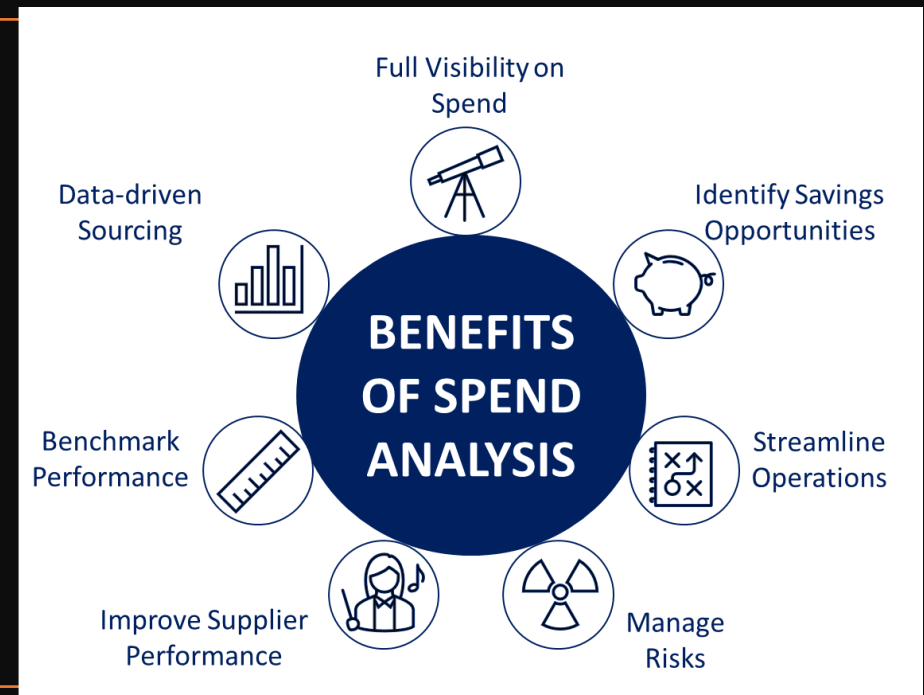 Full Visibility on
Spend
Data-driven
Sourcing
Identify Savings
Opportunities
BENEFITS
OF SPEND
ANALYSIS
Benchmark
Performance
Streamline
Operations
Improve Supplier
Performance
Manage
Risks